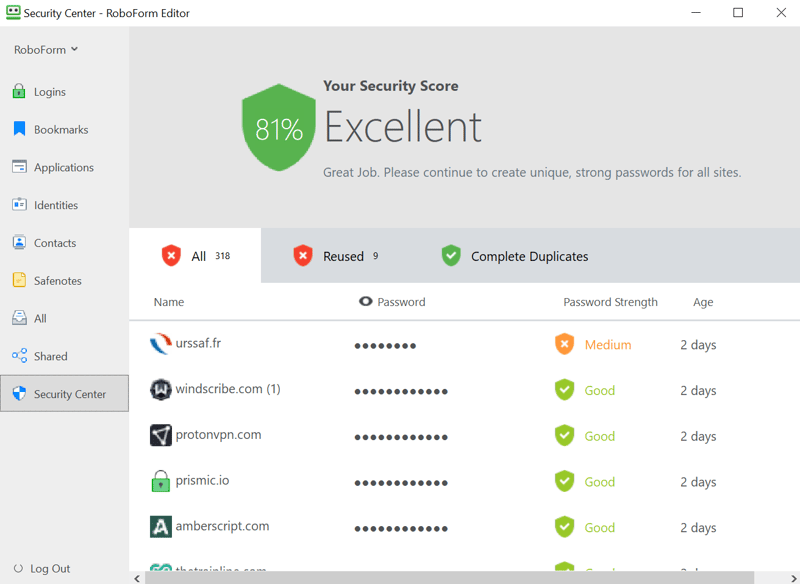 Security Center - RoboForm Editor
RoboForm
Logins
Bookmarks
Applications
Identities
Contacts
Safenotes
All
Shared
Security Center
Log Out
81%
Your Security Score
Excellent
Great Job. Please continue to create unique, strong passwords for all sites.
All 318
Reused 9
Complete Duplicates
Name Password Password Strength Age
urssaf.fr •••••••• Medium 2 days
windscribe.com (1) •••••••••••• Good 2 days
protonvpn.com •••••••••••• Good 2 days
prismic.io •••••••••••• Good 2 days
amberscript.com •••••••••••• Good 2 days